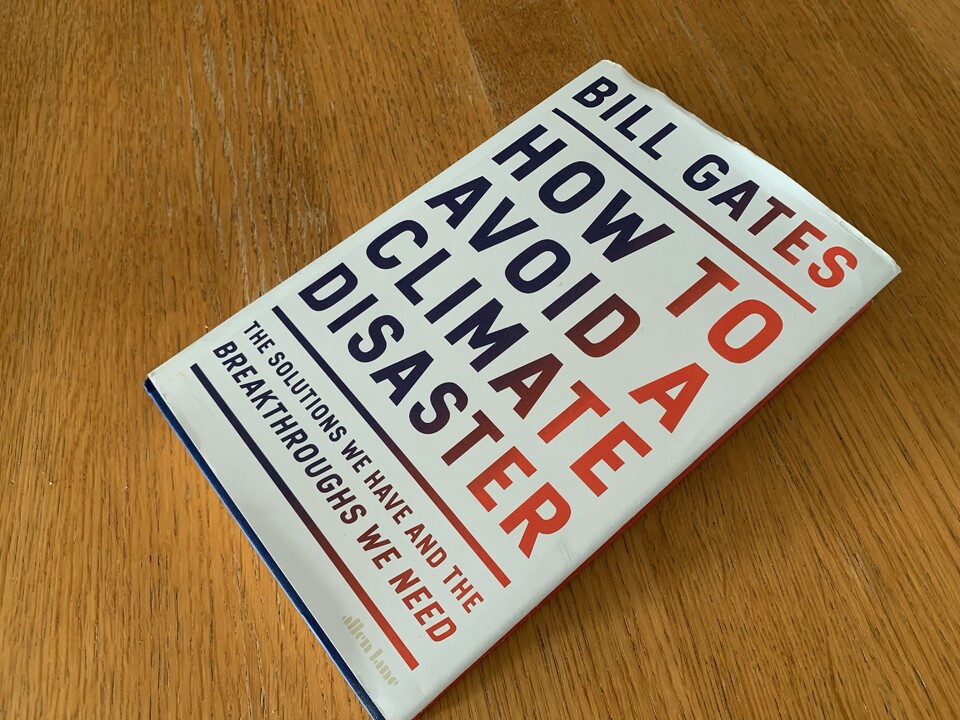 BILL GATES
HOW TO
AVOID A
CLIMATE
DISASTER
THE SOLUTIONS WE HAVE AND THE
BREAKTHROUGHS WE NEED
allen lane